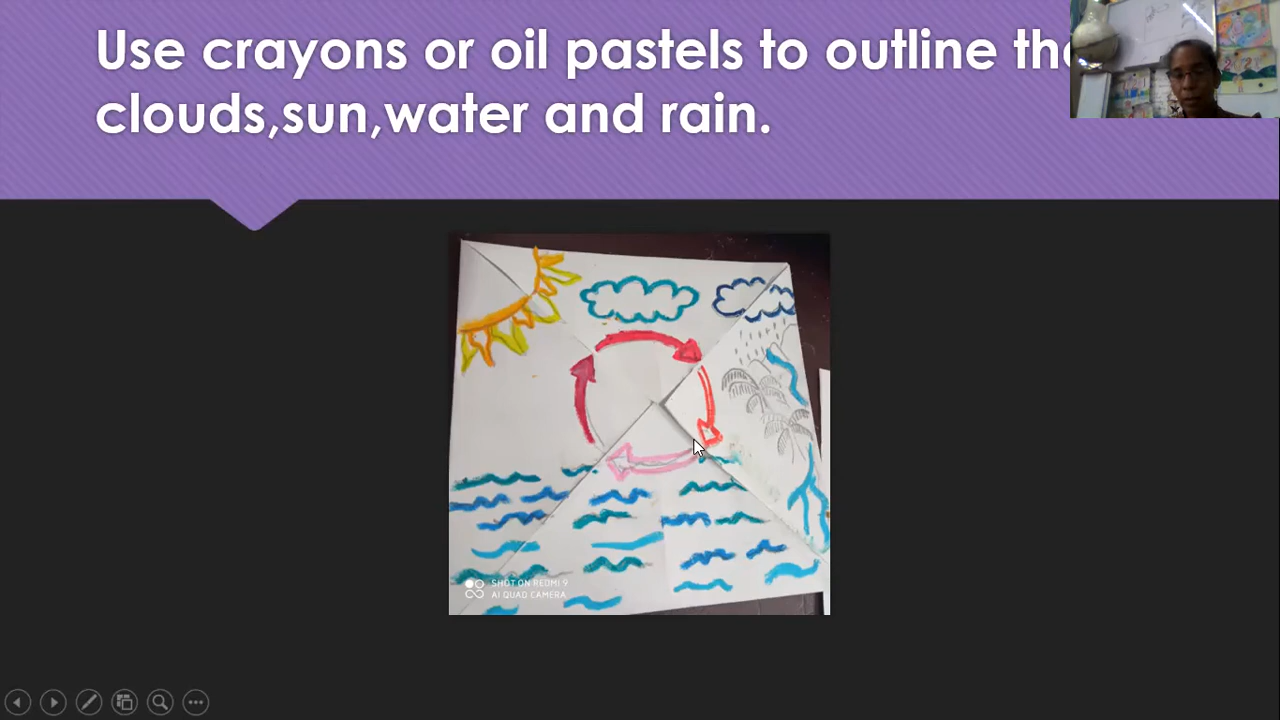 Use crayons or oil pastels to outline the
clouds,sun,water and rain.
SHOT ON REDMI 9
AI QUAD CAMERA